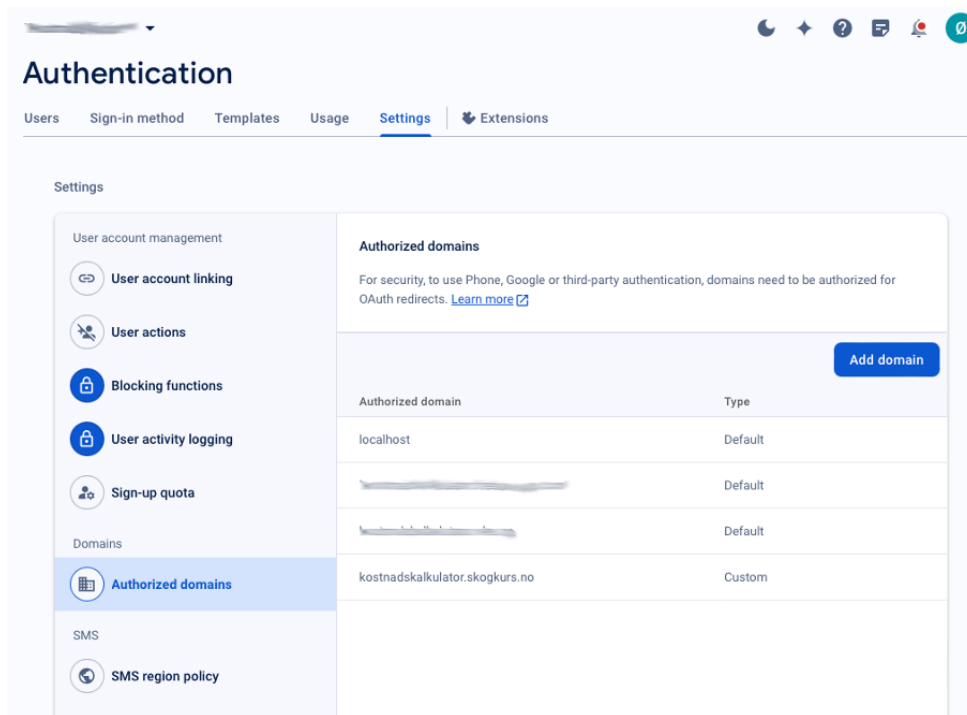 Ø
Authentication
Users Sign-in method Templates Usage Settings Extensions
Settings
User account management
User account linking
User actions
Blocking functions
User activity logging
Sign-up quota
Domains
Authorized domains
SMS
SMS region policy
Authorized domains
For security, to use Phone, Google or third-party authentication, domains need to be authorized for
OAuth redirects. Learn more
Add domain
Authorized domain Type
localhost Default
Default
Default
kostnadskalkulator.skogkurs.no Custom